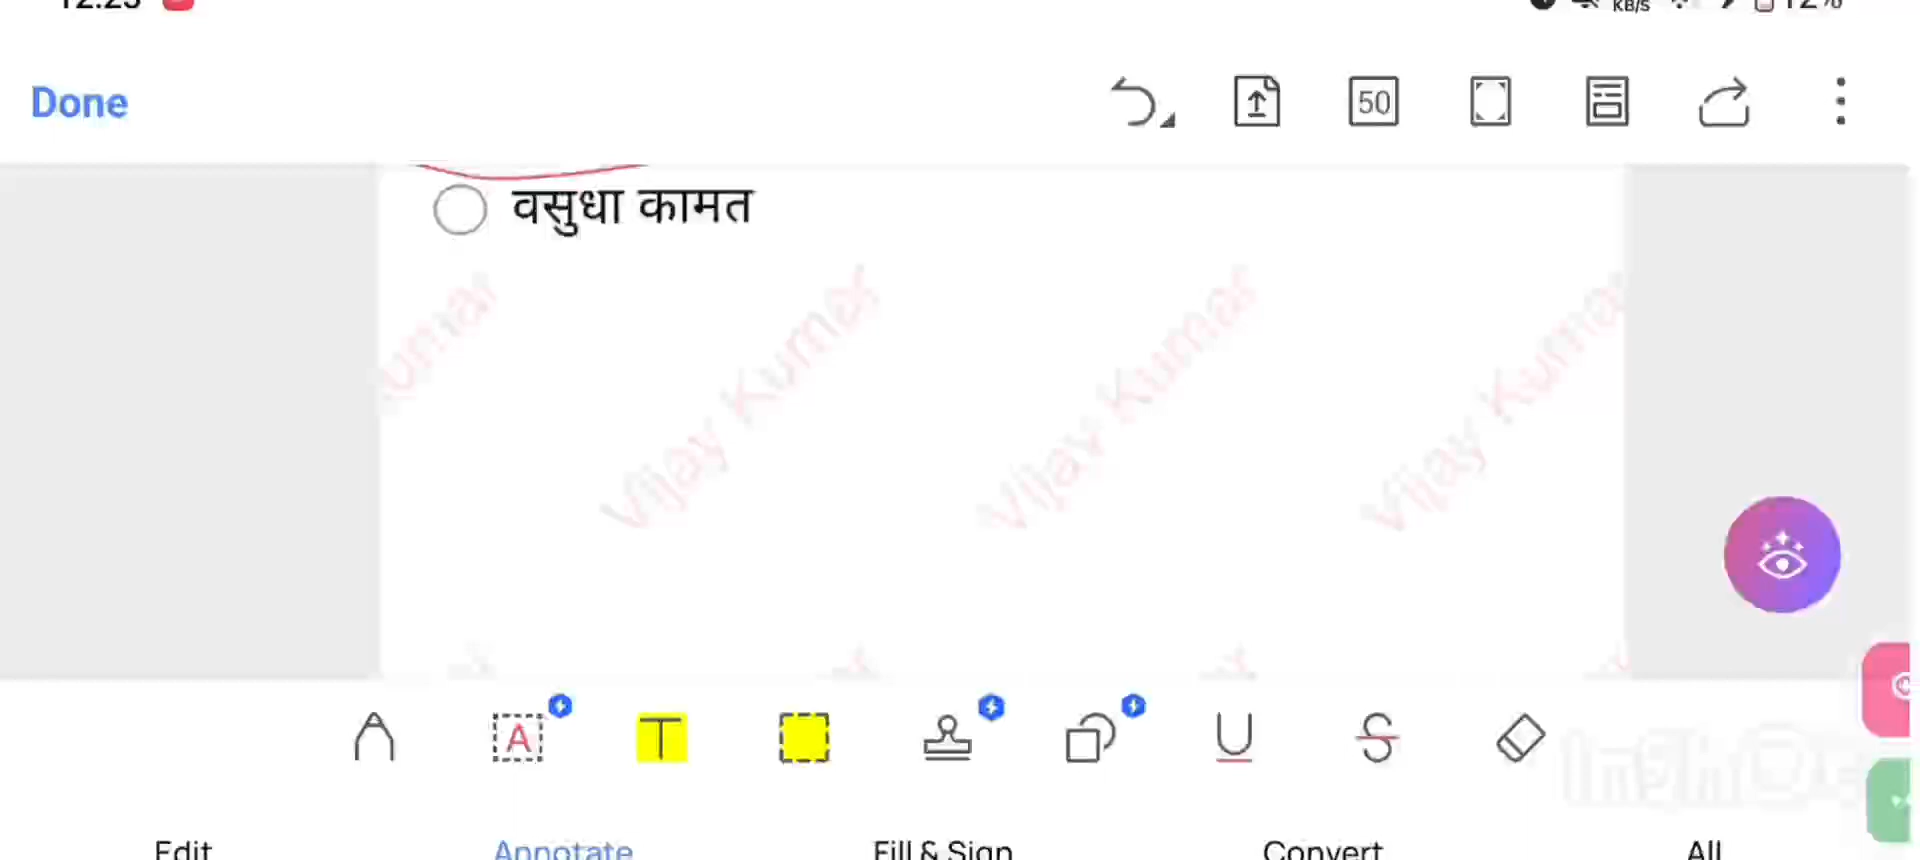 Done
50
वसुधा कामत
Vijay Kumar
Vijay Kumar
Vijay Kumar
Edit
Annotate
Fill & Sign
Convert
All